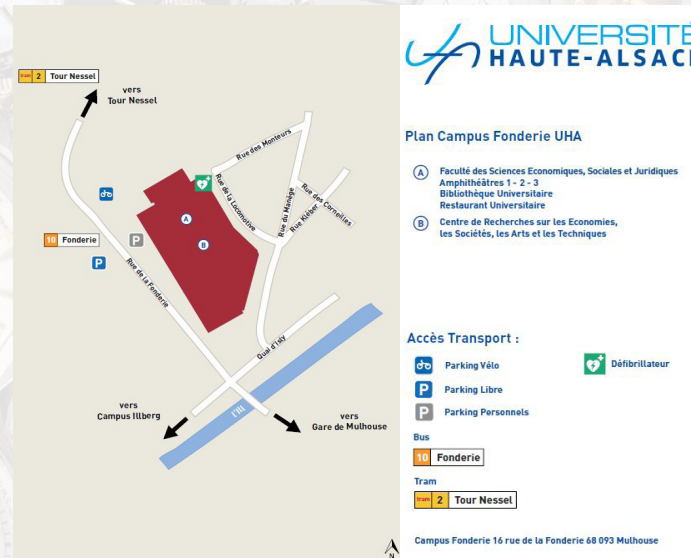 tram 2 Tour Nessel
vers
Tour Nessel
Rue des Monteurs
Rue de la Locomotive
Rue du Manège
Rue des Corneilles
Rue Kléber
A
B
10 Fonderie
P
P
Rue de la Fonderie
Quai d'Isly
L'Ill
vers
Campus Illberg
vers
Gare de Mulhouse
N
UNIVERSITÉ
HAUTE-ALSACE
Plan Campus Fonderie UHA
A Faculté des Sciences Economiques, Sociales et Juridiques
Amphithéâtres 1 - 2 - 3
Bibliothèque Universitaire
Restaurant Universitaire
B Centre de Recherches sur les Economies,
les Sociétés, les Arts et les Techniques
Accès Transport :
Parking Vélo
Défibrillateur
P Parking Libre
P Parking Personnels
Bus
10 Fonderie
Tram
tram 2 Tour Nessel
Campus Fonderie 16 rue de la Fonderie 68 093 Mulhouse